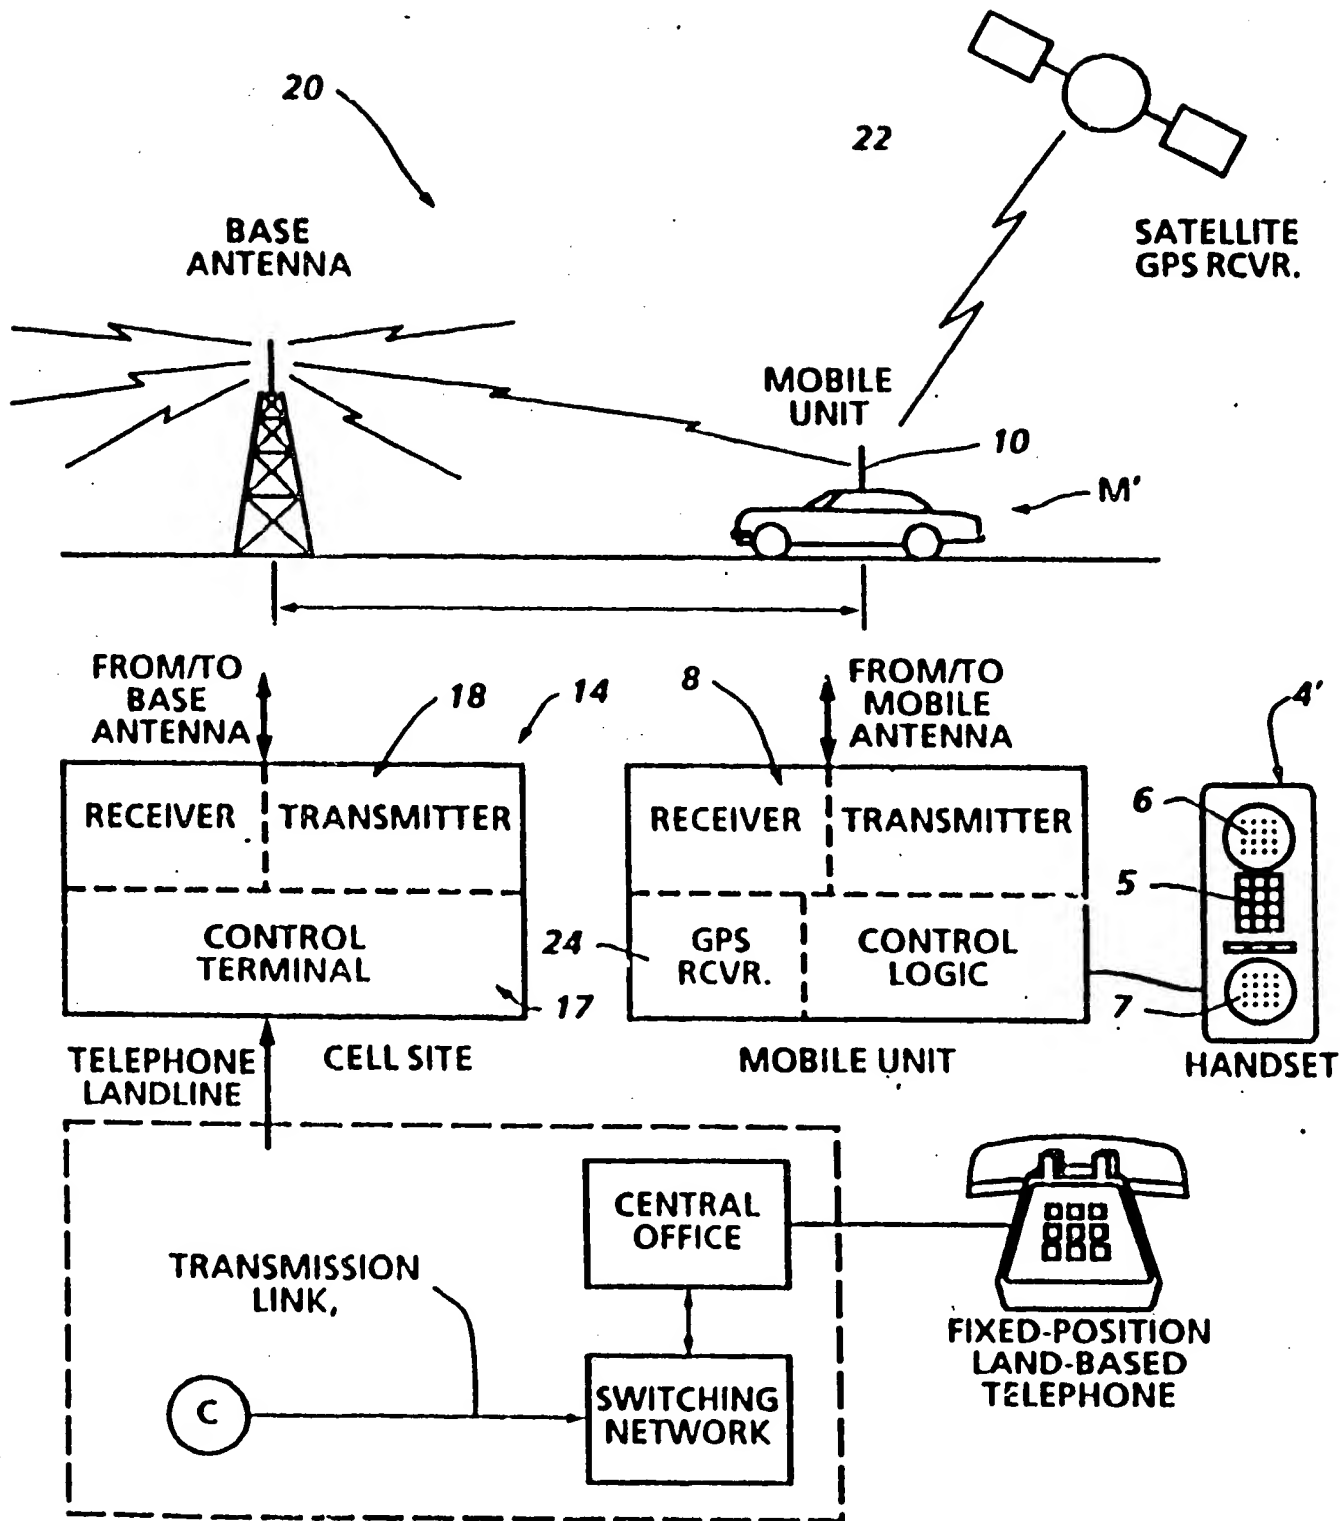 20
22
BASE
ANTENNA
SATELLITE
GPS RCVR.
MOBILE
UNIT
10
M'
FROM/TO
BASE
ANTENNA
18
14
8
FROM/TO
MOBILE
ANTENNA
4'
RECEIVER
TRANSMITTER
RECEIVER
TRANSMITTER
6
5
CONTROL
TERMINAL
24
GPS
RCVR.
CONTROL
LOGIC
17
7
TELEPHONE
LANDLINE
CELL SITE
MOBILE UNIT
HANDSET
CENTRAL
OFFICE
TRANSMISSION
LINK,
FIXED-POSITION
LAND-BASED
TELEPHONE
C
SWITCHING
NETWORK